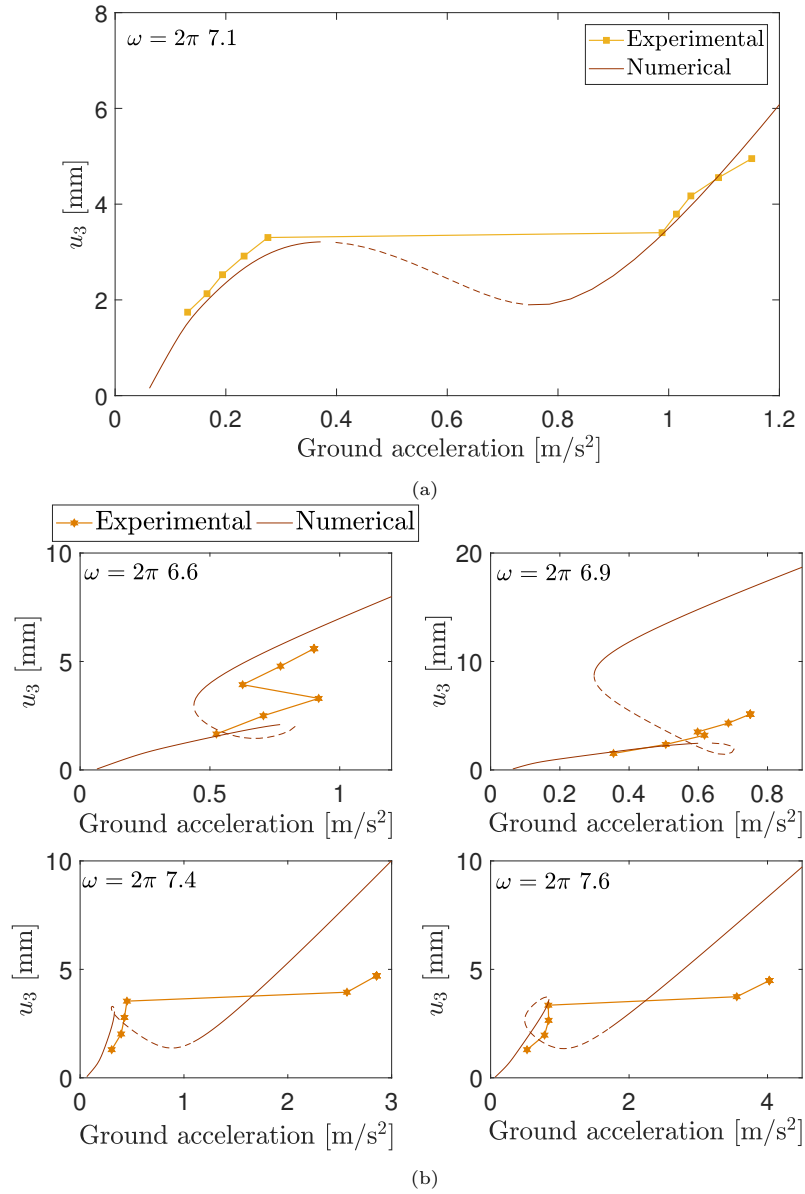 ω = 2π 7.1
Experimental
Numerical
8
6
4
2
0
u₃ [mm]
0 0.2 0.4 0.6 0.8 1 1.2
Ground acceleration [m/s²]
(a)
Experimental Numerical
ω = 2π 6.6
10
5
0
u₃ [mm]
0.5 1
Ground acceleration [m/s²]
ω = 2π 6.9
20
10
0
u₃ [mm]
0 0.2 0.4 0.6 0.8
Ground acceleration [m/s²]
ω = 2π 7.4
10
5
0
u₃ [mm]
0 1 2 3
Ground acceleration [m/s²]
ω = 2π 7.6
10
5
0
u₃ [mm]
0 2 4
Ground acceleration [m/s²]
(b)